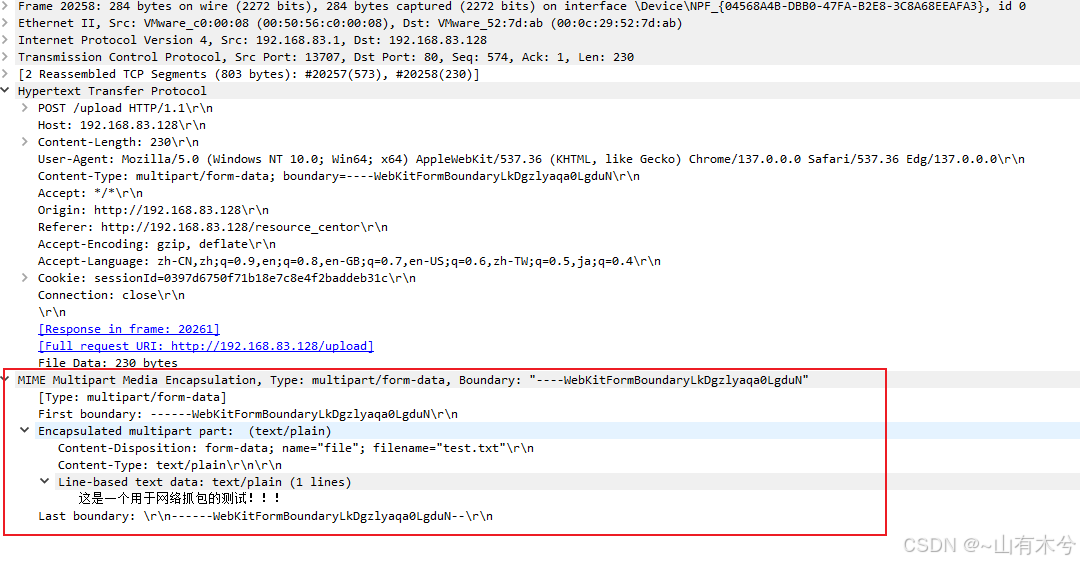 Frame 20258: 284 bytes on wire (2272 bits), 284 bytes captured (2272 bits) on interface \Device\NPF_{04568A4B-DBB0-47FA-B2E8-3C8A68EEAFA3}, id 0
Ethernet II, Src: VMware_c0:00:08 (00:50:56:c0:00:08), Dst: VMware_52:7d:ab (00:0c:29:52:7d:ab)
Internet Protocol Version 4, Src: 192.168.83.1, Dst: 192.168.83.128
Transmission Control Protocol, Src Port: 13707, Dst Port: 80, Seq: 574, Ack: 1, Len: 230
[2 Reassembled TCP Segments (803 bytes): #20257(573), #20258(230)]
Hypertext Transfer Protocol
POST /upload HTTP/1.1\r\n
Host: 192.168.83.128\r\n
Content-Length: 230\r\n
User-Agent: Mozilla/5.0 (Windows NT 10.0; Win64; x64) AppleWebKit/537.36 (KHTML, like Gecko) Chrome/137.0.0.0 Safari/537.36 Edg/137.0.0.0\r\n
Content-Type: multipart/form-data; boundary=----WebKitFormBoundaryLkDgzlyaqa0LgduN\r\n
Accept: */*\r\n
Origin: http://192.168.83.128\r\n
Referer: http://192.168.83.128/resource_centor\r\n
Accept-Encoding: gzip, deflate\r\n
Accept-Language: zh-CN,zh;q=0.9,en;q=0.8,en-GB;q=0.7,en-US;q=0.6,zh-TW;q=0.5,ja;q=0.4\r\n
Cookie: sessionId=0397d6750f71b18e7c8e4f2baddeb31c\r\n
Connection: close\r\n
\r\n
[Response in frame: 20261]
[Full request URI: http://192.168.83.128/upload]
File Data: 230 bytes
MIME Multipart Media Encapsulation, Type: multipart/form-data, Boundary: "----WebKitFormBoundaryLkDgzlyaqa0LgduN"
[Type: multipart/form-data]
First boundary: ------WebKitFormBoundaryLkDgzlyaqa0LgduN\r\n
Encapsulated multipart part:  (text/plain)
Content-Disposition: form-data; name="file"; filename="test.txt"\r\n
Content-Type: text/plain\r\n\r\n
Line-based text data: text/plain (1 lines)
这是一个用于网络抓包的测试！！！
Last boundary: \r\n------WebKitFormBoundaryLkDgzlyaqa0LgduN--\r\n
CSDN @~山有木兮